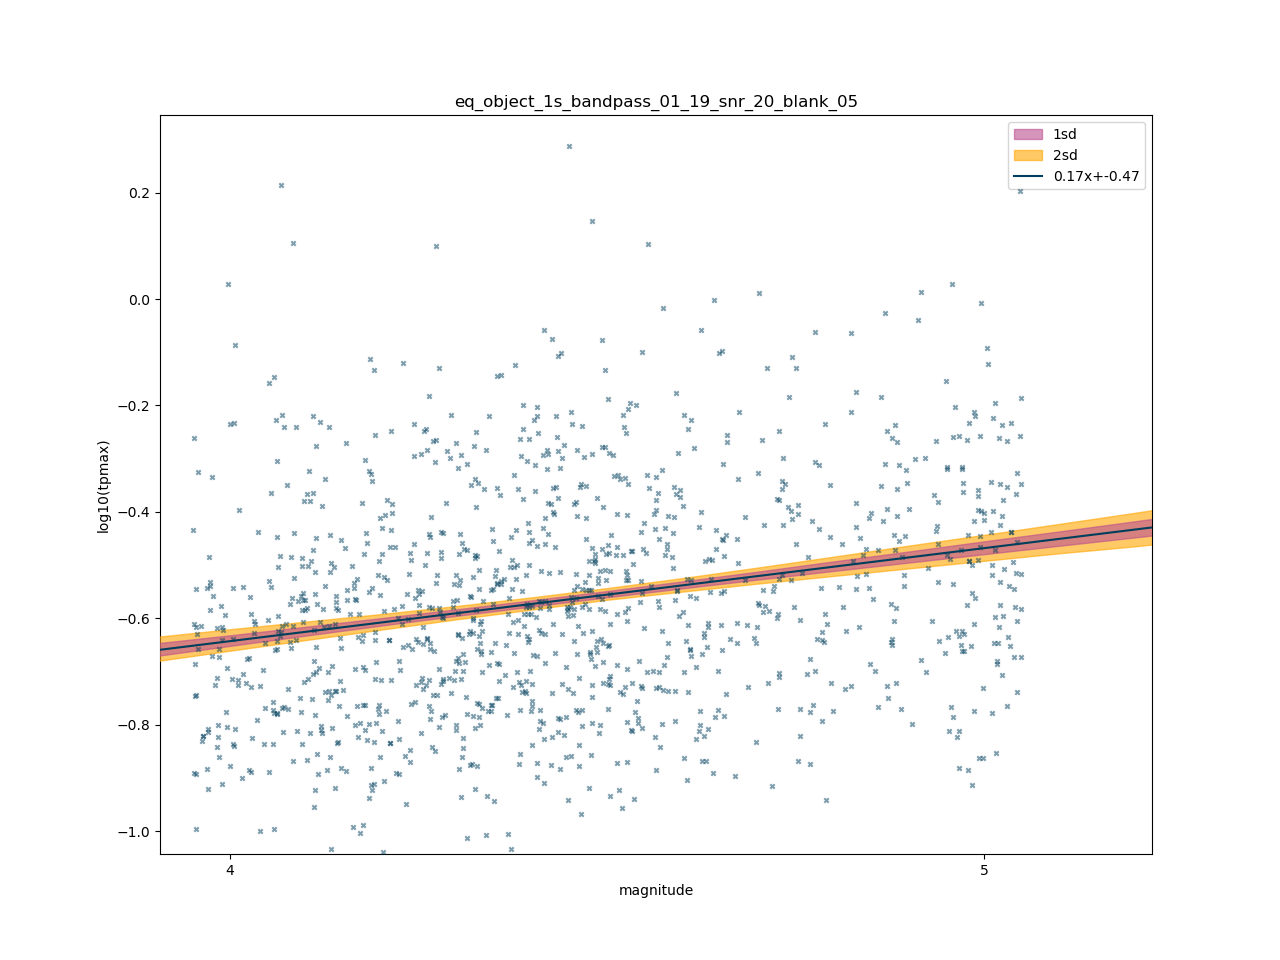 eq_object_1s_bandpass_01_19_snr_20_blank_05
1sd
2sd
0.17x+-0.47
log10(tpmax)
0.2
0.0
−0.2
−0.4
−0.6
−0.8
−1.0
4
5
magnitude